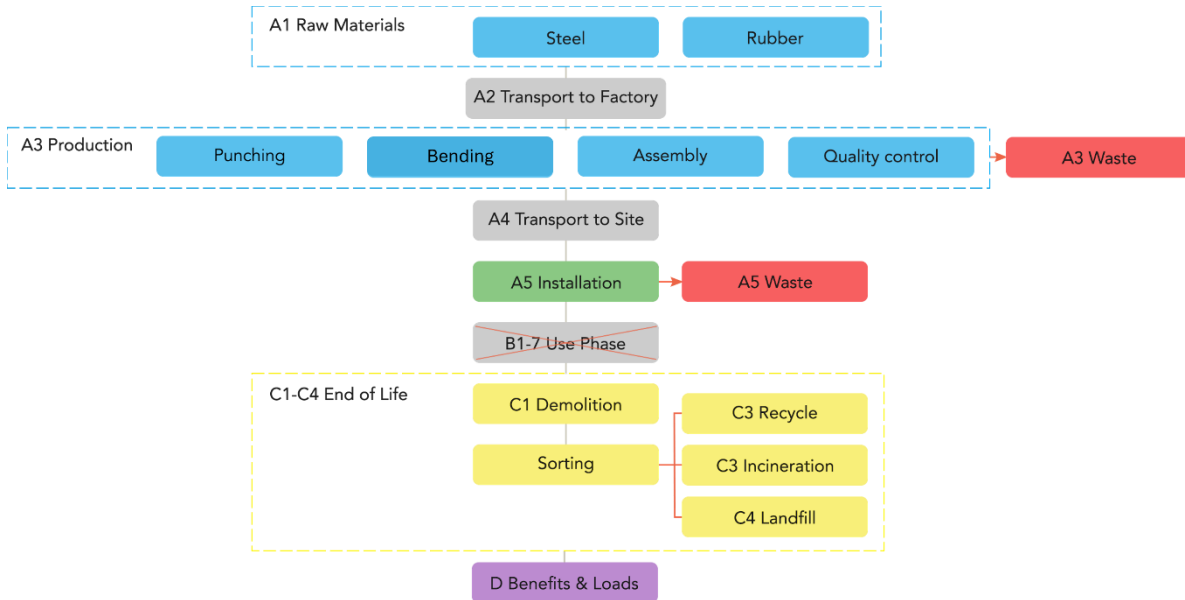 A1 Raw Materials
Steel
Rubber
A2 Transport to Factory
A3 Production
Punching
Bending
Assembly
Quality control
A3 Waste
A4 Transport to Site
A5 Installation
A5 Waste
B1-7 Use Phase
C1-C4 End of Life
C1 Demolition
C3 Recycle
Sorting
C3 Incineration
C4 Landfill
D Benefits & Loads